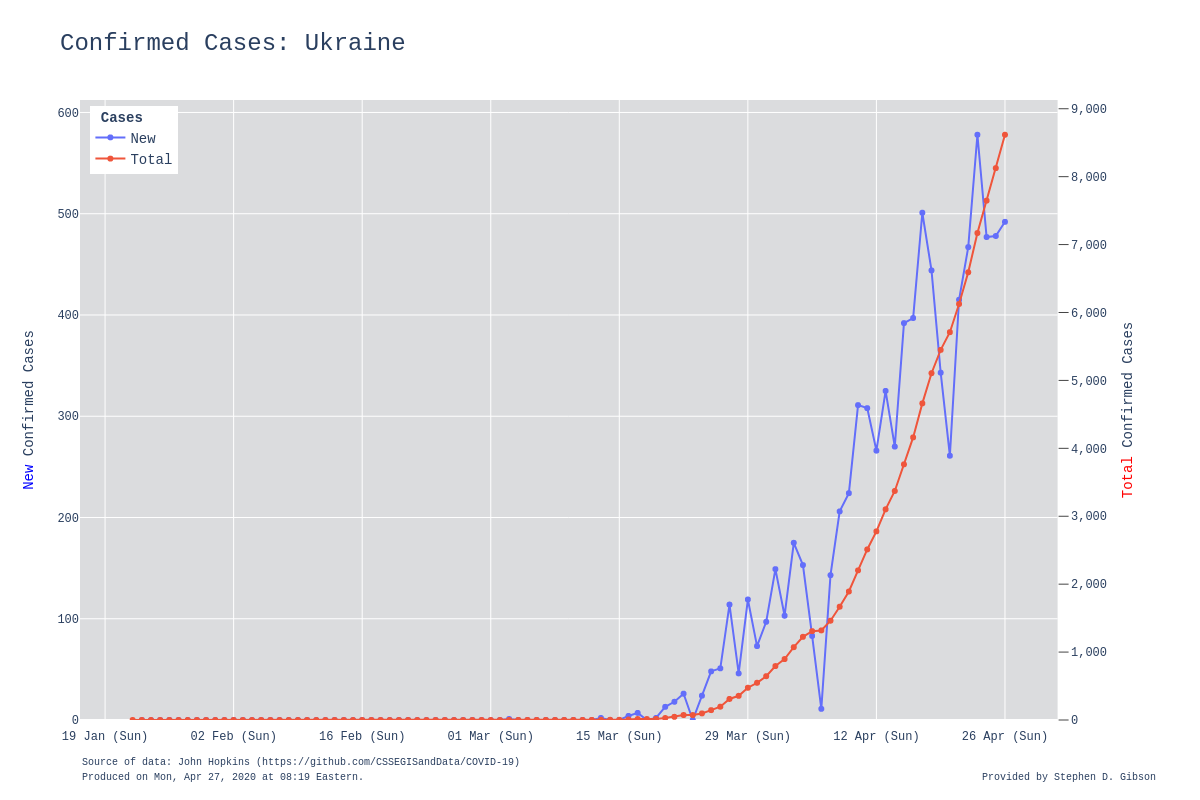 Confirmed Cases: Ukraine
Cases
New
Total
600
500
400
300
200
100
0
New Confirmed Cases
9,000
8,000
7,000
6,000
5,000
4,000
3,000
2,000
1,000
0
Total Confirmed Cases
19 Jan (Sun) 02 Feb (Sun) 16 Feb (Sun) 01 Mar (Sun) 15 Mar (Sun) 29 Mar (Sun) 12 Apr (Sun) 26 Apr (Sun)
Source of data: John Hopkins (https://github.com/CSSEGISandData/COVID-19)
Produced on Mon, Apr 27, 2020 at 08:19 Eastern.
Provided by Stephen D. Gibson